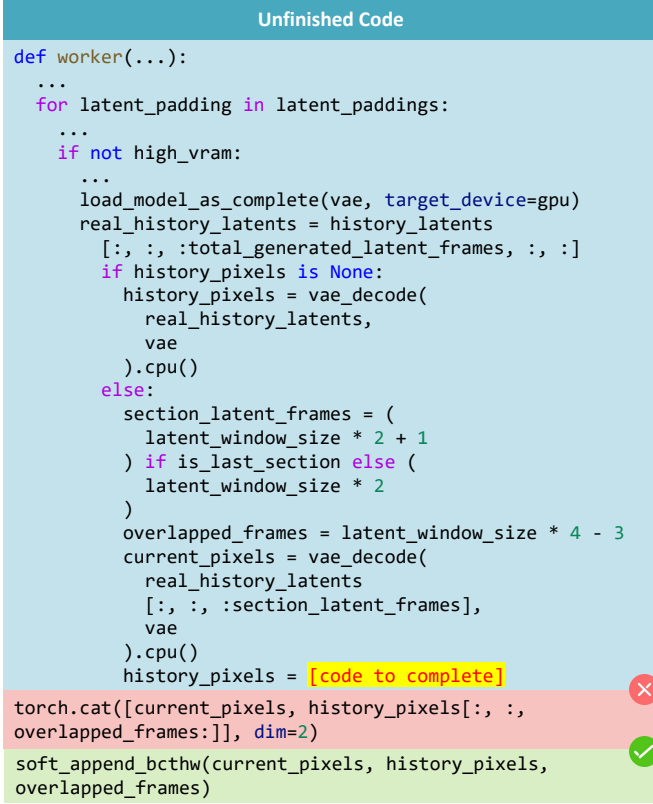 Unfinished Code
def worker(...):
...
for latent_padding in latent_paddings:
...
if not high_vram:
...
load_model_as_complete(vae, target_device=gpu)
real_history_latents = history_latents
[:, :, :total_generated_latent_frames, :, :]
if history_pixels is None:
history_pixels = vae_decode(
real_history_latents,
vae
).cpu()
else:
section_latent_frames = (
latent_window_size * 2 + 1
) if is_last_section else (
latent_window_size * 2
)
overlapped_frames = latent_window_size * 4 - 3
current_pixels = vae_decode(
real_history_latents
[:, :, :section_latent_frames],
vae
).cpu()
history_pixels = [code to complete]
torch.cat([current_pixels, history_pixels[:, :,
overlapped_frames:]], dim=2)
soft_append_bcthw(current_pixels, history_pixels,
overlapped_frames)